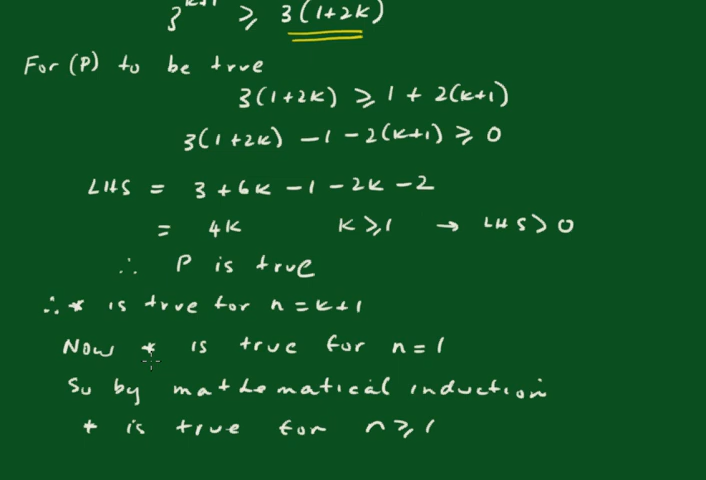 3^{k+1} ⩾ 3(1+2k)
For (P) to be true
3(1+2k) ⩾ 1 + 2(k+1)
3(1+2k) - 1 - 2(k+1) ⩾ 0
LHS = 3 + 6k - 1 - 2k - 2
= 4k k ⩾ 1 → LHS > 0
∴ P is true
∴ * is true for n = k+1
Now * is true for n = 1
So by mathematical induction
* is true for n ⩾ 1